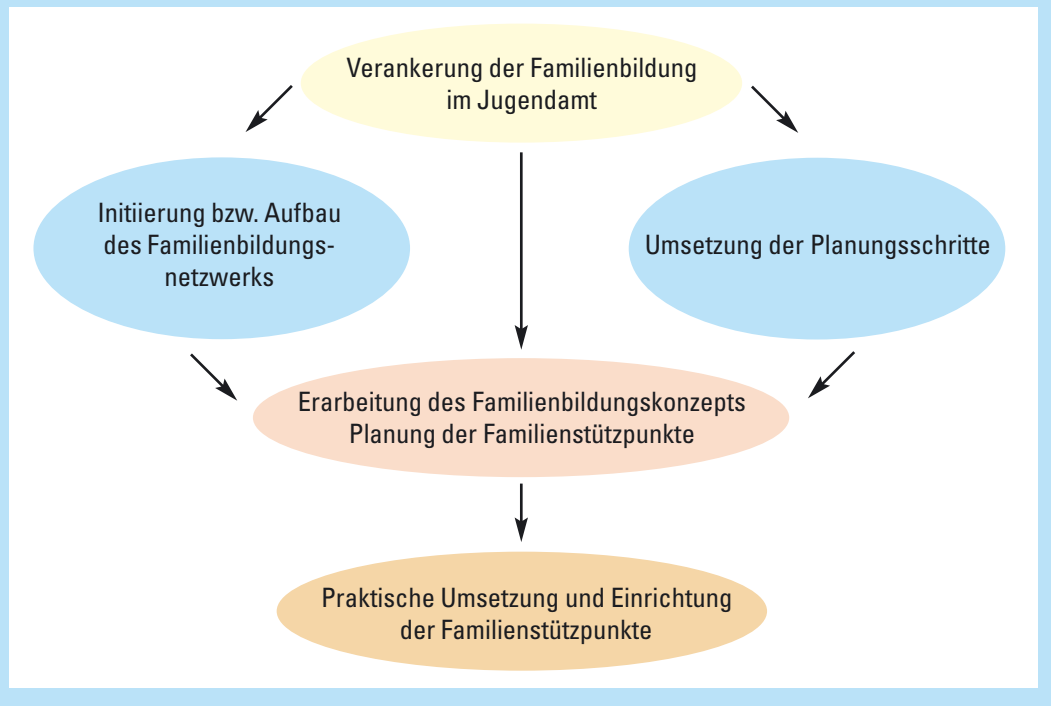 Verankerung der Familienbildung
im Jugendamt
Initiierung bzw. Aufbau
des Familienbildungs-
netzwerks
Umsetzung der Planungsschritte
Erarbeitung des Familienbildungskonzepts
Planung der Familienstützpunkte
Praktische Umsetzung und Einrichtung
der Familienstützpunkte